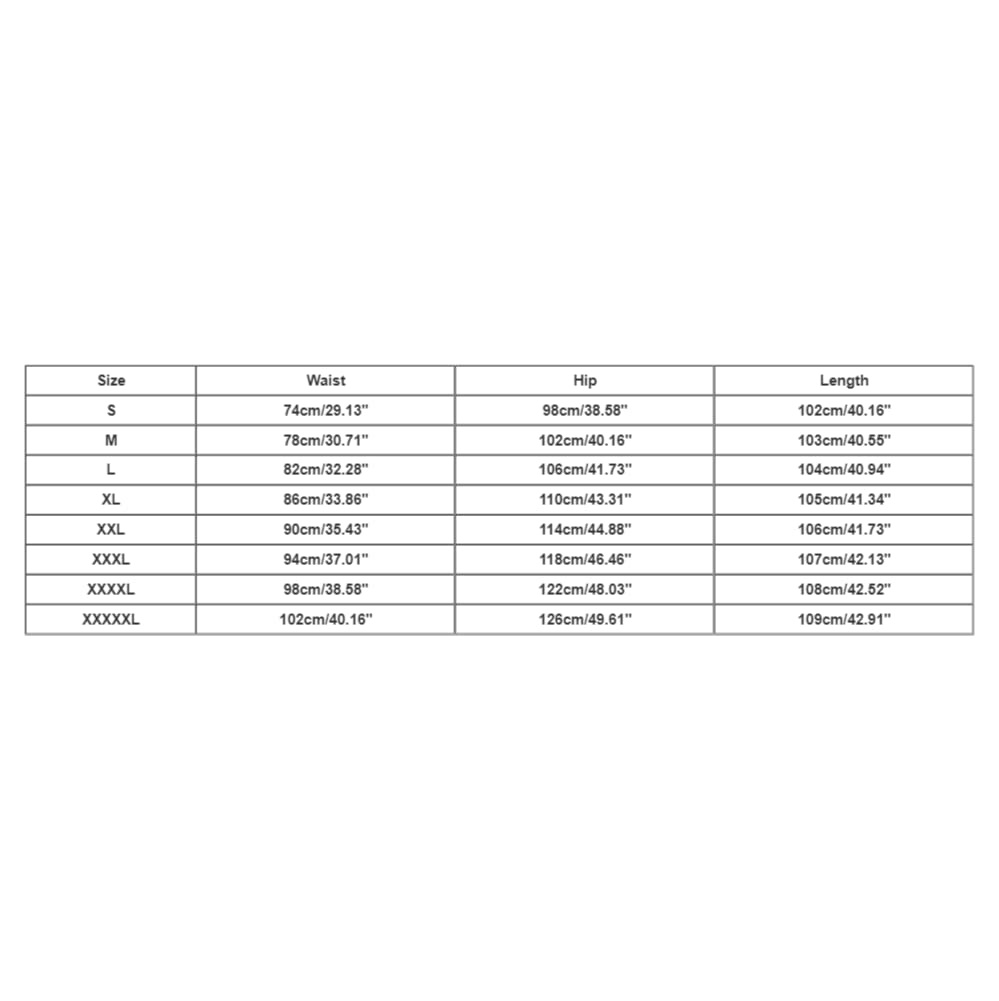 Size Waist Hip Length
S 74cm/29.13" 98cm/38.58" 102cm/40.16"
M 78cm/30.71" 102cm/40.16" 103cm/40.55"
L 82cm/32.28" 106cm/41.73" 104cm/40.94"
XL 86cm/33.86" 110cm/43.31" 105cm/41.34"
XXL 90cm/35.43" 114cm/44.88" 106cm/41.73"
XXXL 94cm/37.01" 118cm/46.46" 107cm/42.13"
XXXXL 98cm/38.58" 122cm/48.03" 108cm/42.52"
XXXXXL 102cm/40.16" 126cm/49.61" 109cm/42.91"